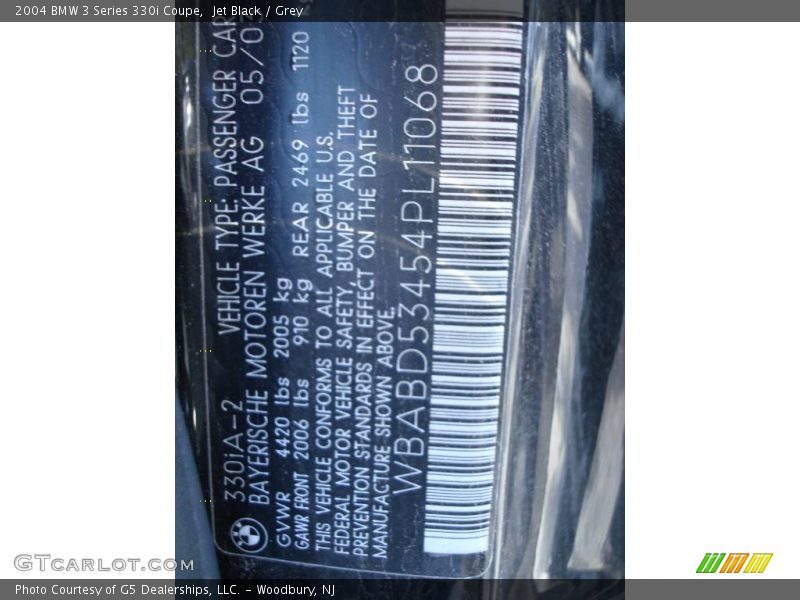 2004 BMW 3 Series 330i Coupe, Jet Black / Grey
330iA-2 VEHICLE TYPE: PASSENGER CAR
BAYERISCHE MOTOREN WERKE AG 05/03
GVWR 4420 lbs 2005 kg
GAWR FRONT 2006 lbs 910 kg REAR 2469 lbs 1120
THIS VEHICLE CONFORMS TO ALL APPLICABLE U.S.
FEDERAL MOTOR VEHICLE SAFETY, BUMPER AND THEFT
PREVENTION STANDARDS IN EFFECT ON THE DATE OF
MANUFACTURE SHOWN ABOVE.
WBABD53454PL11068
GTCARLOT.COM
Photo Courtesy of G5 Dealerships, LLC. - Woodbury, NJ